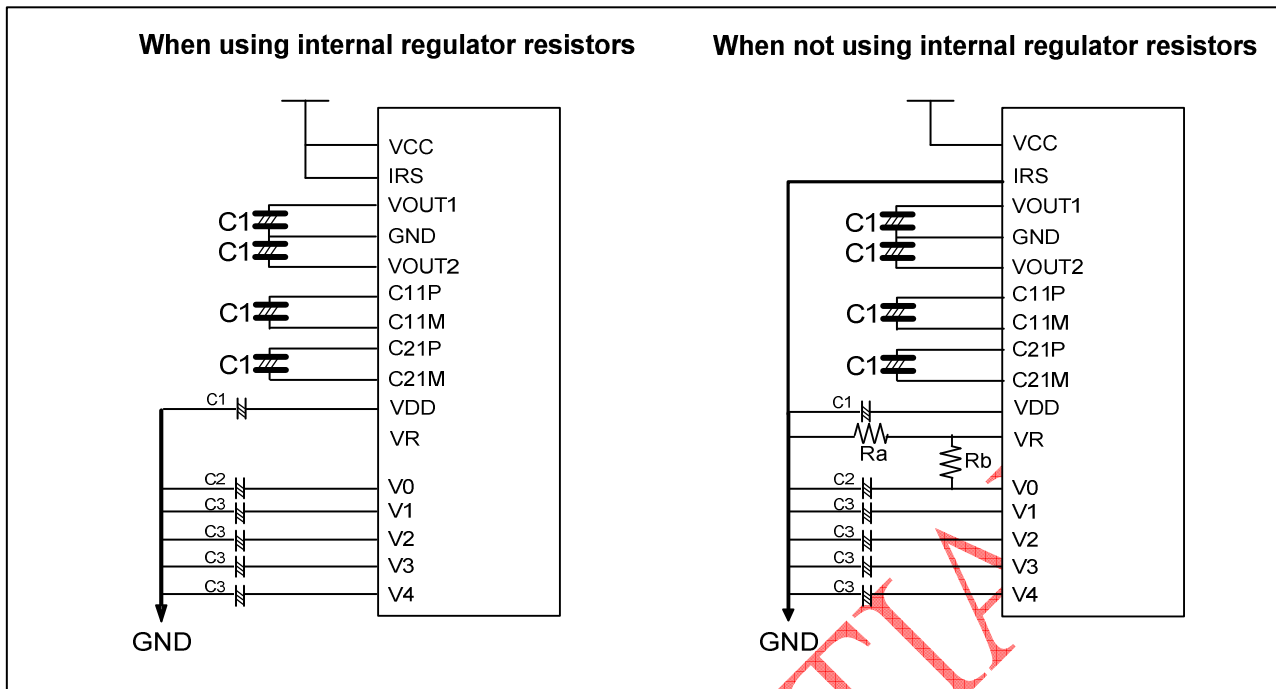 When using internal regulator resistors
VCC
IRS
C1 VOUT1
GND
C1
VOUT2
C11P
C1
C11M
C21P
C1
C21M
C1 VDD
VR
C2 V0
C3 V1
C3 V2
C3 V3
C3 V4
GND
When not using internal regulator resistors
VCC
IRS
C1 VOUT1
GND
C1
VOUT2
C11P
C1
C11M
C21P
C1
C21M
C1 VDD
VR
Ra
Rb
C2 V0
C3 V1
C3 V2
C3 V3
C3 V4
GND